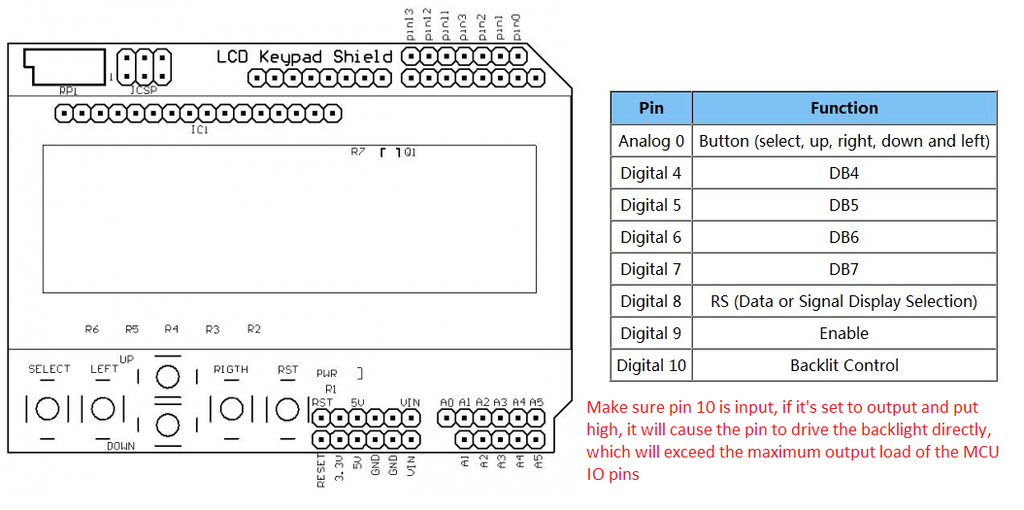 pin13 pin12 pin11 pin3 pin2 pin1 pin0
LCD Keypad Shield
1
RP1 ICSP
IC1
R7 Q1
R6 R5 R4 R3 R2
SELECT LEFT UP RIGTH RST PWR
R1
RST 5V VIN A0 A1 A2 A3 A4 A5
DOWN
RESET 3.3V 5V GND GND VIN A1 A2 A3 A4 A5
Pin Function
Analog 0 Button (select, up, right, down and left)
Digital 4 DB4
Digital 5 DB5
Digital 6 DB6
Digital 7 DB7
Digital 8 RS (Data or Signal Display Selection)
Digital 9 Enable
Digital 10 Backlit Control
Make sure pin 10 is input, if it's set to output and put
high, it will cause the pin to drive the backlight directly,
which will exceed the maximum output load of the MCU
IO pins